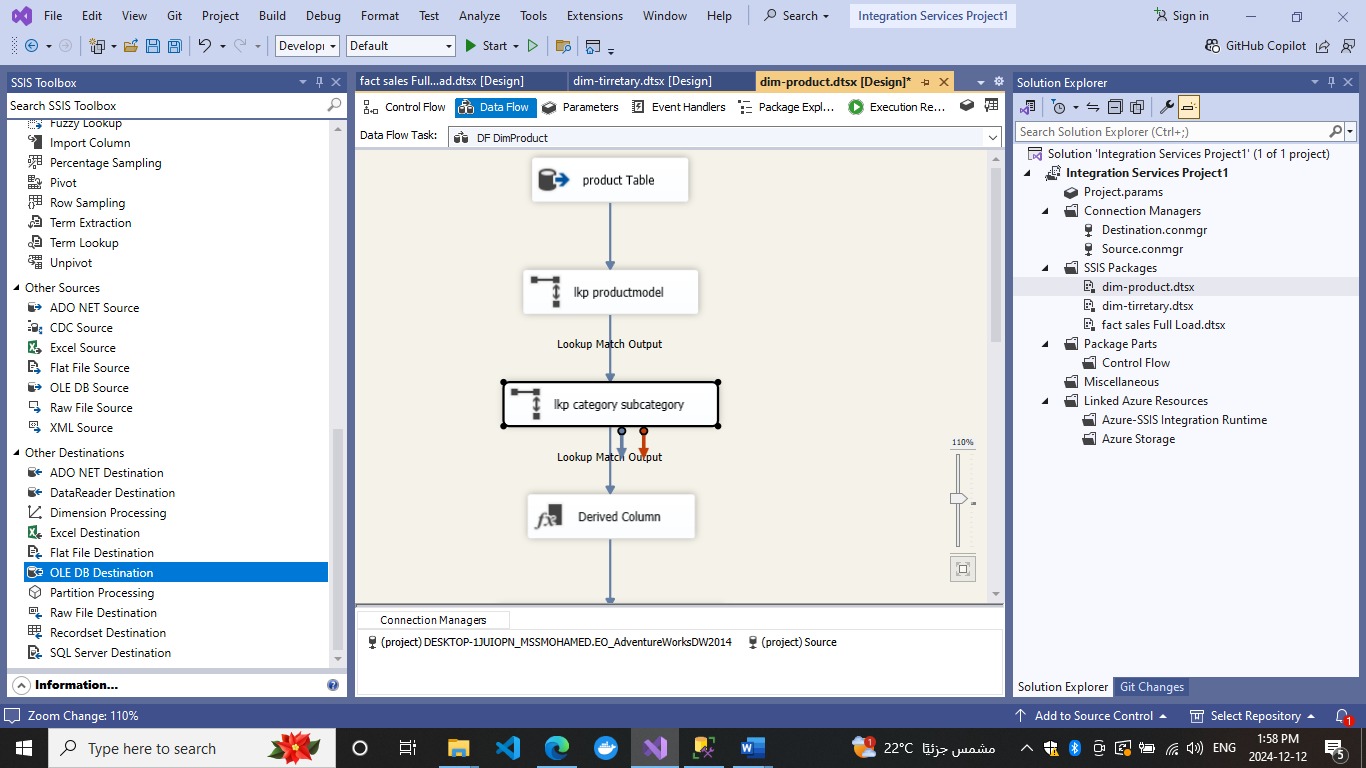 File Edit View Git Project Build Debug Format Test Analyze Tools Extensions Window Help Search Integration Services Project1 Sign in
Develop Default Start GitHub Copilot
SSIS Toolbox
Search SSIS Toolbox
Fuzzy Lookup
Import Column
Percentage Sampling
Pivot
Row Sampling
Term Extraction
Term Lookup
Unpivot
Other Sources
ADO NET Source
CDC Source
Excel Source
Flat File Source
OLE DB Source
Raw File Source
XML Source
Other Destinations
ADO NET Destination
DataReader Destination
Dimension Processing
Excel Destination
Flat File Destination
OLE DB Destination
Partition Processing
Raw File Destination
Recordset Destination
SQL Server Destination
Information...
fact sales Full...ad.dtsx [Design] dim-tirretary.dtsx [Design] dim-product.dtsx [Design]*
Control Flow Data Flow Parameters Event Handlers Package Expl... Execution Re...
Data Flow Task: DF DimProduct
product Table
lkp productmodel
Lookup Match Output
lkp category subcategory
Lookup Match Output
Derived Column
110%
Connection Managers
(project) DESKTOP-1JUIOPN_MSSMOHAMED.EO_AdventureWorksDW2014 (project) Source
Solution Explorer
Search Solution Explorer (Ctrl+;)
Solution 'Integration Services Project1' (1 of 1 project)
Integration Services Project1
Project.params
Connection Managers
Destination.conmgr
Source.conmgr
SSIS Packages
dim-product.dtsx
dim-tirretary.dtsx
fact sales Full Load.dtsx
Package Parts
Control Flow
Miscellaneous
Linked Azure Resources
Azure-SSIS Integration Runtime
Azure Storage
Solution Explorer Git Changes
Zoom Change: 110% Add to Source Control Select Repository 1
Type here to search 1 22°C مشمس جزئيًا ENG 1:58 PM 5
2024-12-12